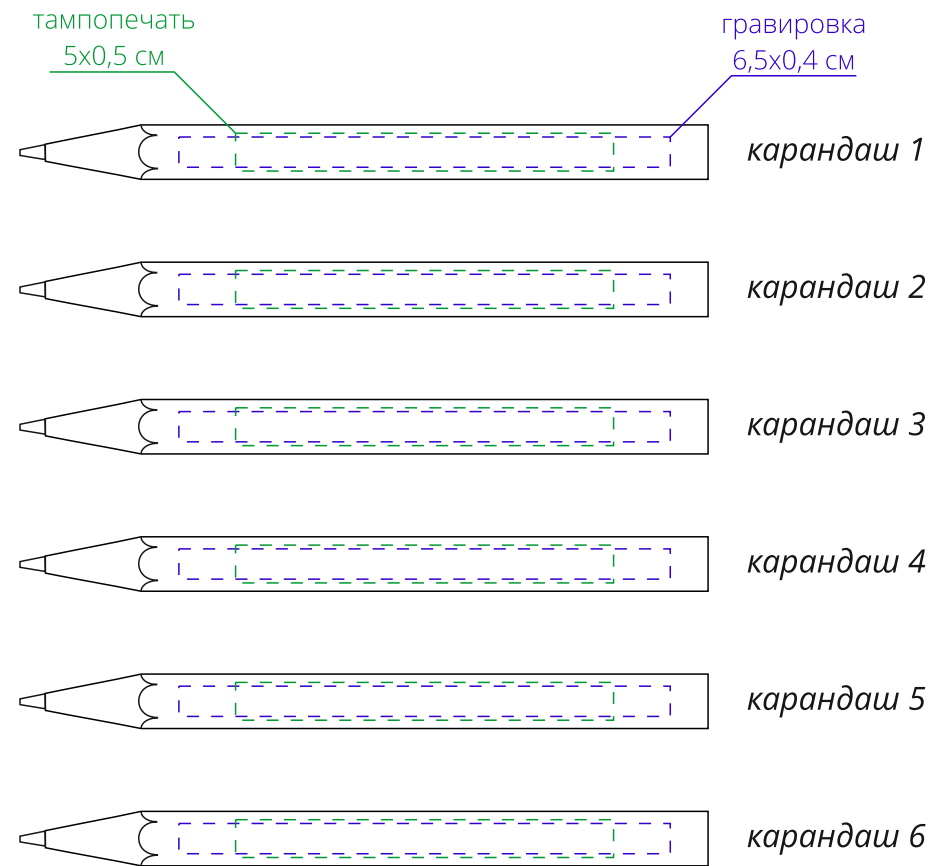 тампопечать
5х0,5 см
гравировка
6,5х0,4 см
карандаш 1
карандаш 2
карандаш 3
карандаш 4
карандаш 5
карандаш 6